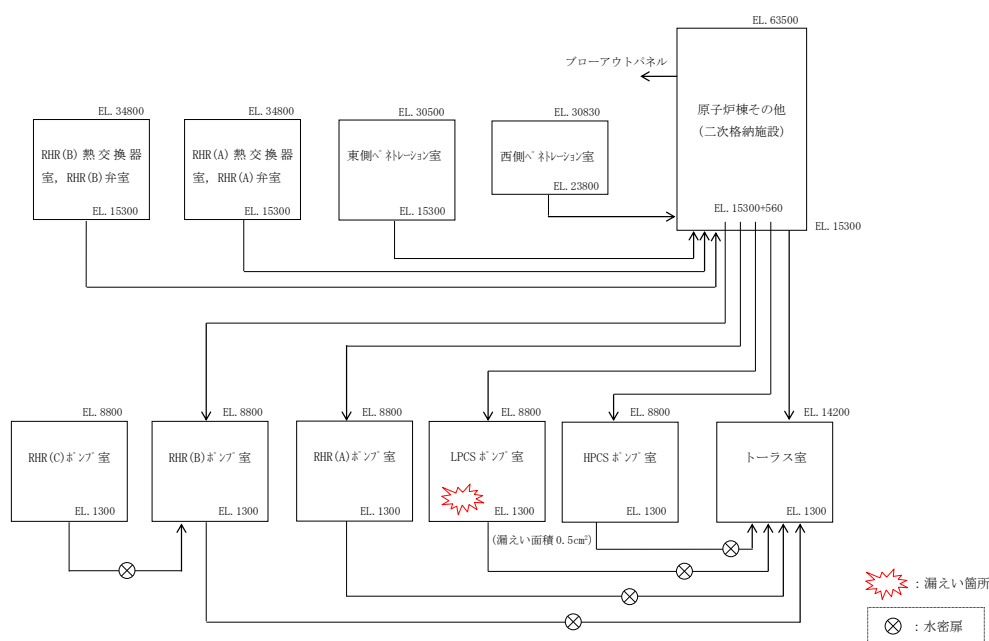 EL. 63500
ブローアウトパネル
原子炉棟その他
(二次格納施設)
EL. 15300+560
EL. 15300
EL. 34800
RHR(B) 熱交換器
室, RHR(B)弁室
EL. 15300
EL. 34800
RHR(A) 熱交換器
室, RHR(A)弁室
EL. 15300
EL. 30500
東側ペネトレーション室
EL. 15300
EL. 30830
西側ペネトレーション室
EL. 23800
EL. 8800
RHR(C)ポンプ室
EL. 1300
EL. 8800
RHR(B)ポンプ室
EL. 1300
EL. 8800
RHR(A)ポンプ室
EL. 1300
EL. 8800
LPCSポンプ室
EL. 1300
(漏えい面積 0.5cm²)
EL. 8800
HPCSポンプ室
EL. 1300
EL. 14200
トーラス室
EL. 1300
：漏えい箇所
：水密扉